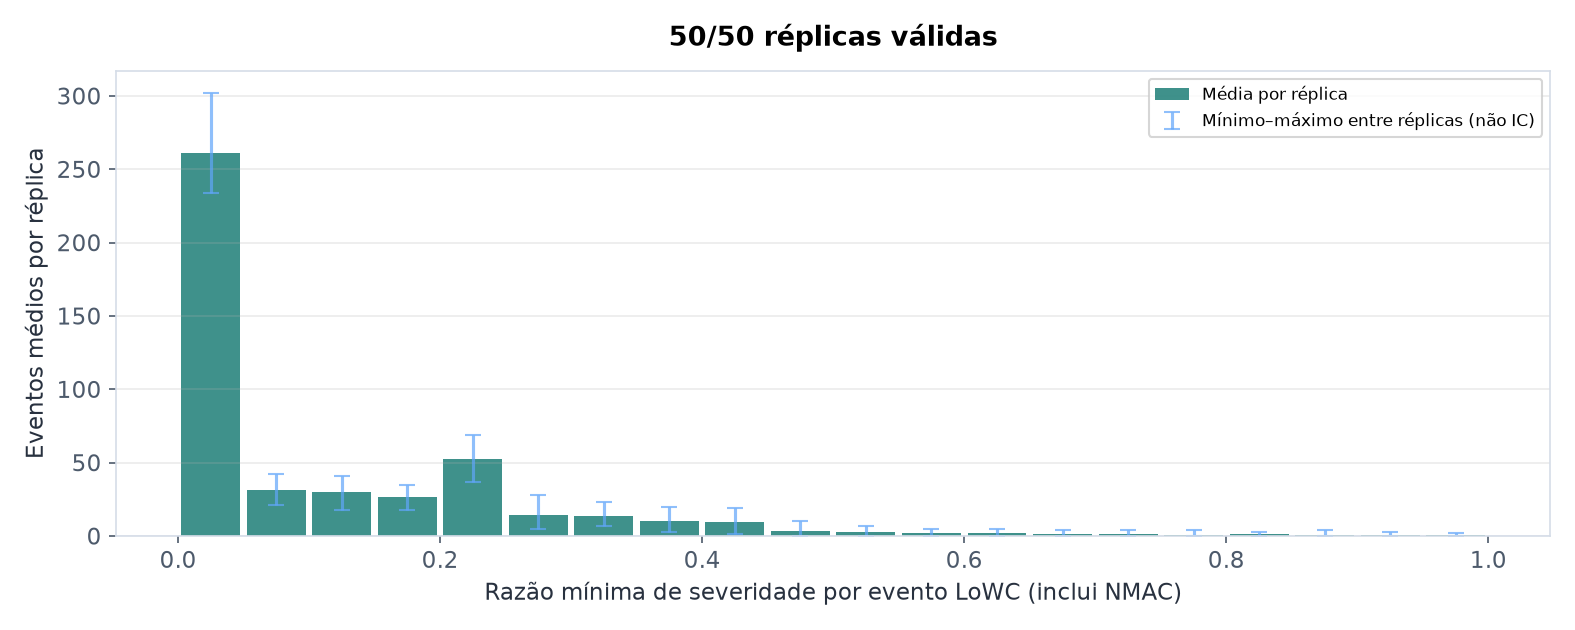 50/50 réplicas válidas
Média por réplica
Mínimo–máximo entre réplicas (não IC)
Eventos médios por réplica
300
250
200
150
100
50
0
0.0 0.2 0.4 0.6 0.8 1.0
Razão mínima de severidade por evento LoWC (inclui NMAC)